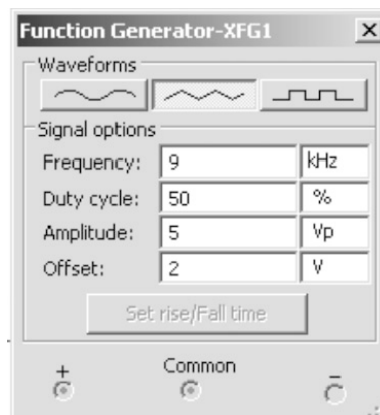 Function Generator-XFG1
Waveforms
Signal options
Frequency: 9 kHz
Duty cycle: 50 %
Amplitude: 5 Vp
Offset: 2 V
Set rise/Fall time
+ Common −